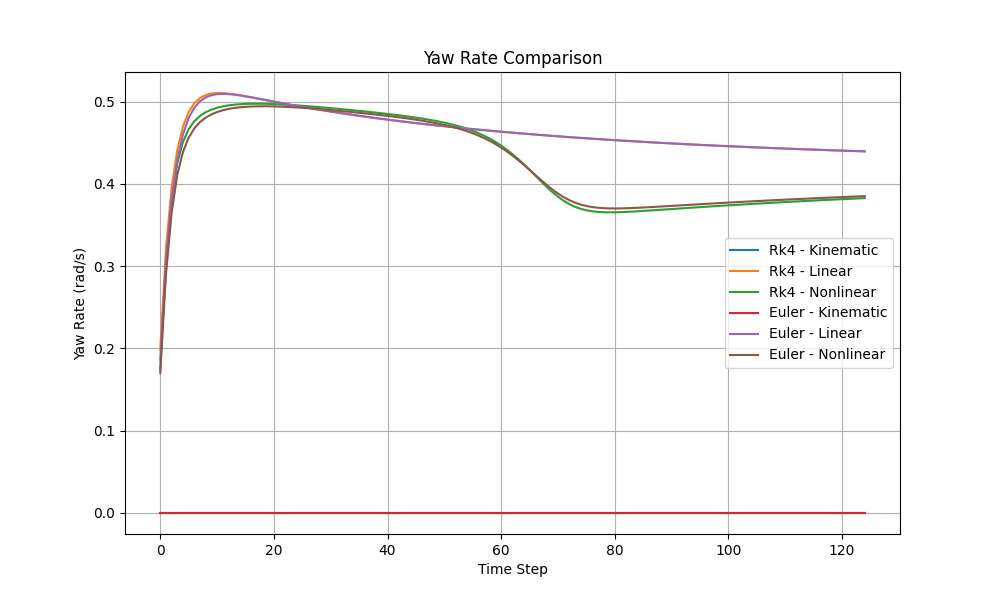 Yaw Rate Comparison
Yaw Rate (rad/s)
0.5
0.4
0.3
0.2
0.1
0.0
Rk4 - Kinematic
Rk4 - Linear
Rk4 - Nonlinear
Euler - Kinematic
Euler - Linear
Euler - Nonlinear
0 20 40 60 80 100 120
Time Step